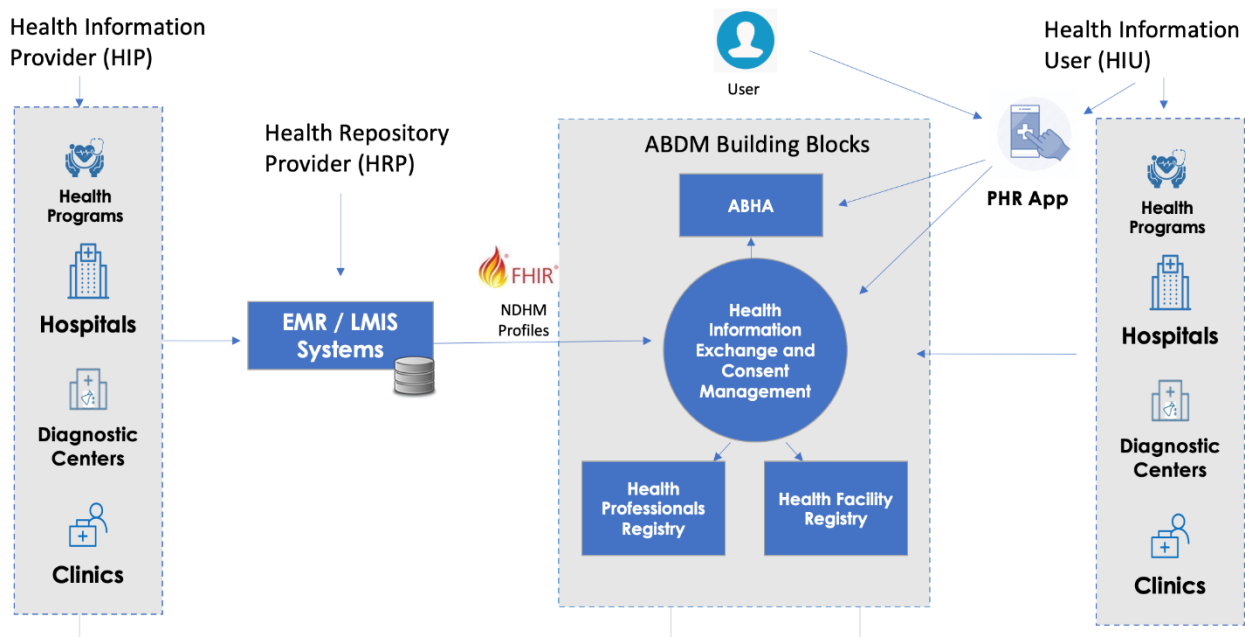 Health Information
Provider (HIP)
Health
Programs
Hospitals
Diagnostic
Centers
Clinics
Health Repository
Provider (HRP)
EMR / LMIS
Systems
FHIR®
NDHM
Profiles
User
ABDM Building Blocks
ABHA
Health
Information
Exchange and
Consent
Management
Health
Professionals
Registry
Health Facility
Registry
PHR App
Health Information
User (HIU)
Health
Programs
Hospitals
Diagnostic
Centers
Clinics